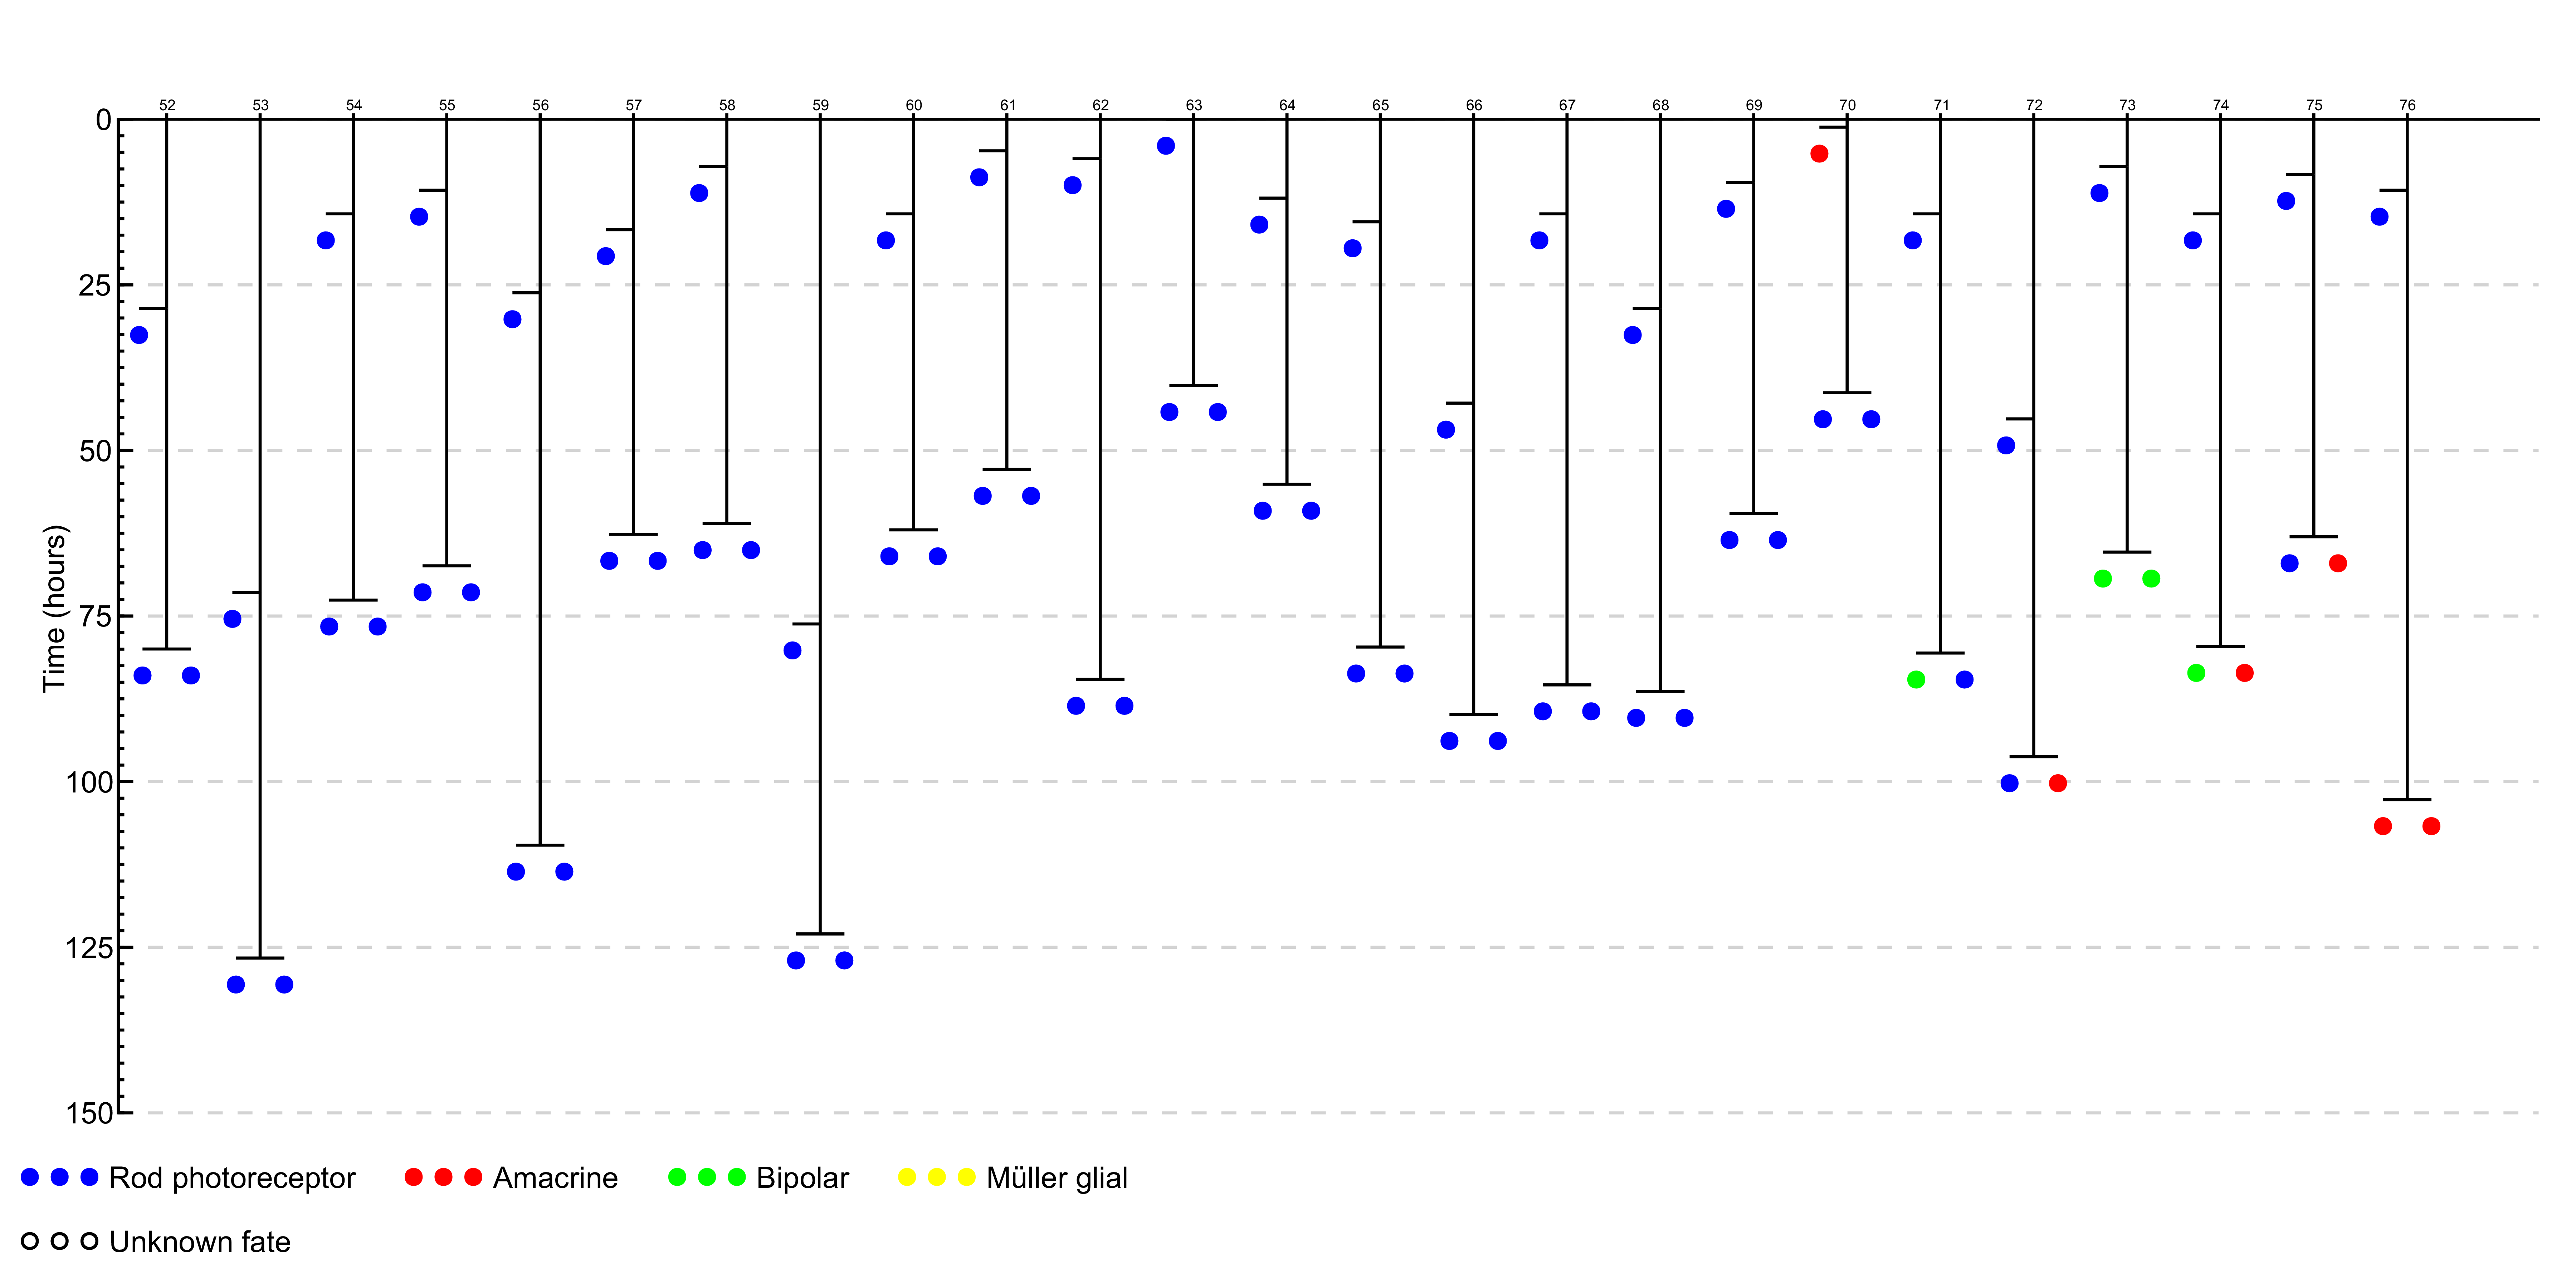 52 53 54 55 56 57 58 59 60 61 62 63 64 65 66 67 68 69 70 71 72 73 74 75 76
0
25
50
75
100
125
150
Time (hours)
Rod photoreceptor Amacrine Bipolar Müller glial
Unknown fate